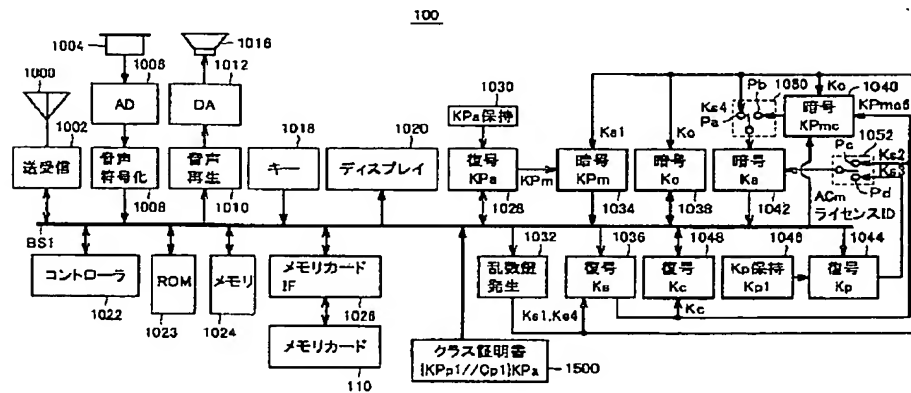 100
1004
1016
1000
1006
1012
AD
DA
1030
KPa保持
1002
送受信
音声
符号化
1008
音声
再生
1010
1018
キー
1020
ディスプレイ
復号
KPa
1028
KPm
Ks1
暗号
KPm
1034
Ko
暗号
Ko
1038
Ks4
Pa
Pb
1050
暗号
Ks
1042
Ko
1040
暗号
KPmc
KPmc5
1052
Pc
Ks2
Ks3
Pd
ACm
ライセンスID
BS1
コントローラ
1022
ROM
1023
メモリ
1024
メモリカード
IF
1026
メモリカード
110
1032
乱数鍵
発生
Ks1,Ks4
1036
復号
Ks
1048
復号
Kc
Kc
1046
Kp保持
Kp1
1044
復号
Kp
クラス証明書
{KPp1//Cp1}KPa
1500